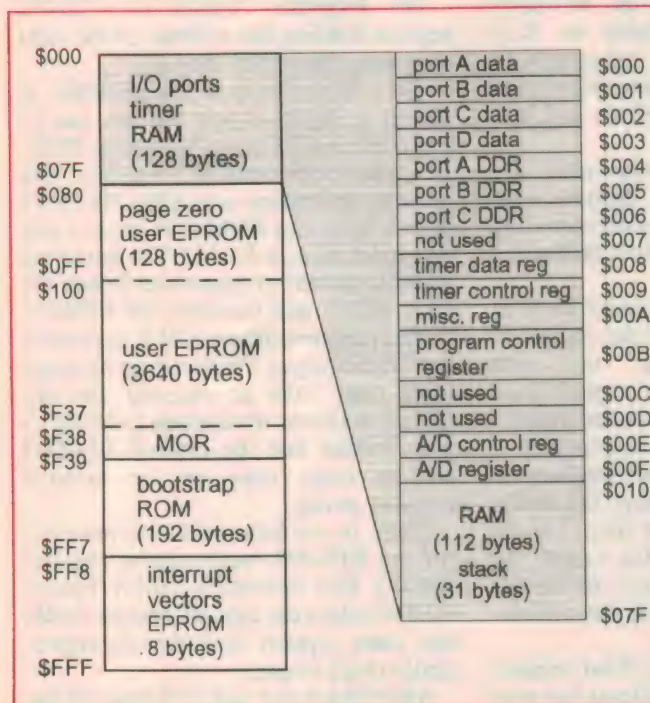 $000
I/O ports
timer
RAM
(128 bytes)
$07F
$080
page zero
user EPROM
(128 bytes)
$0FF
$100
user EPROM
(3640 bytes)
$F37
$F38
MOR
$F39
bootstrap
ROM
(192 bytes)
$FF7
$FF8
interrupt
vectors
EPROM
. 8 bytes)
$FFF
port A data $000
port B data $001
port C data $002
port D data $003
port A DDR $004
port B DDR $005
port C DDR $006
not used $007
timer data reg $008
timer control reg $009
misc. reg $00A
program control
register $00B
not used $00C
not used $00D
A/D control reg $00E
A/D register $00F
$010
RAM
(112 bytes)
stack
(31 bytes)
$07F